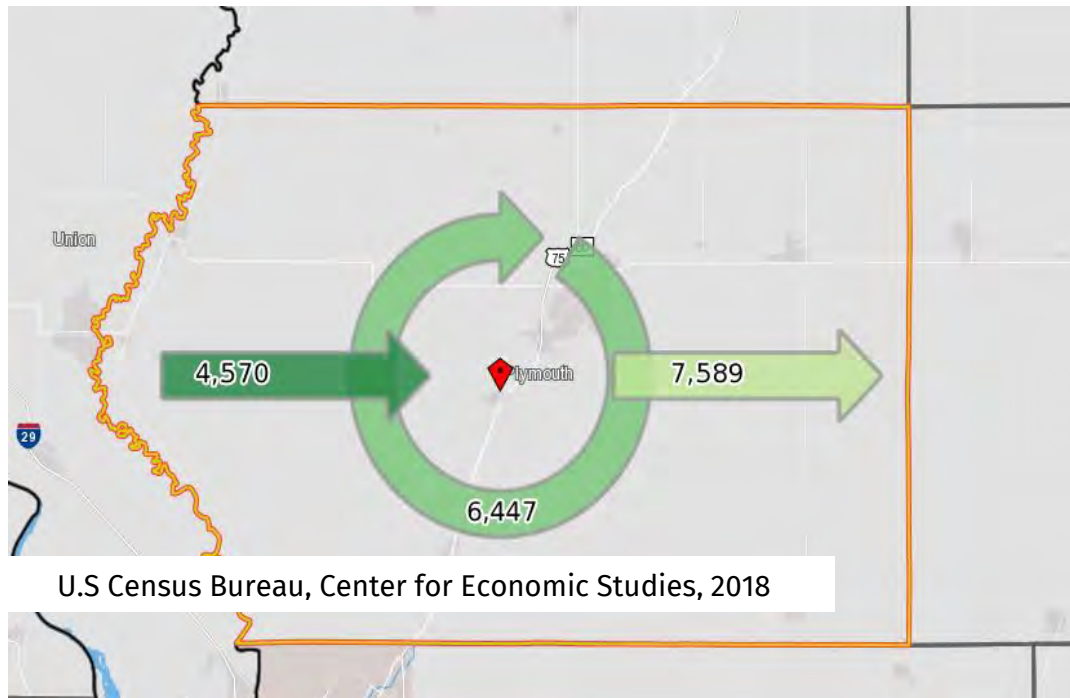 Union
75
4,570
Plymouth
7,589
29
6,447
U.S Census Bureau, Center for Economic Studies, 2018